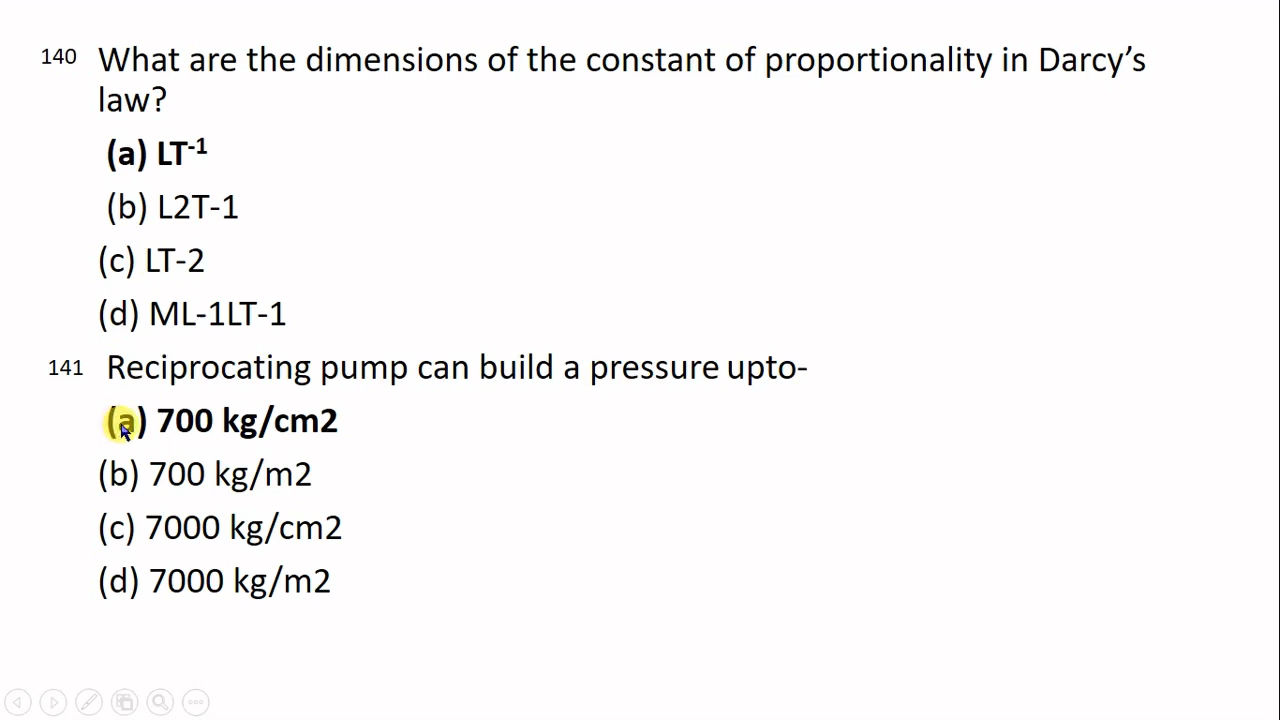 140 What are the dimensions of the constant of proportionality in Darcy’s
law?
(a) LT-1
(b) L2T-1
(c) LT-2
(d) ML-1LT-1
141 Reciprocating pump can build a pressure upto-
(a) 700 kg/cm2
(b) 700 kg/m2
(c) 7000 kg/cm2
(d) 7000 kg/m2